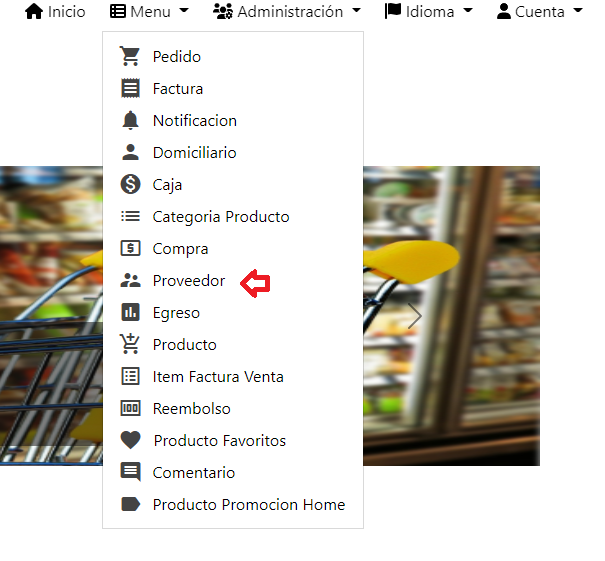 Inicio Menu Administración Idioma Cuenta
Pedido
Factura
Notificacion
Domiciliario
Caja
Categoria Producto
Compra
Proveedor
Egreso
Producto
Item Factura Venta
Reembolso
Producto Favoritos
Comentario
Producto Promocion Home